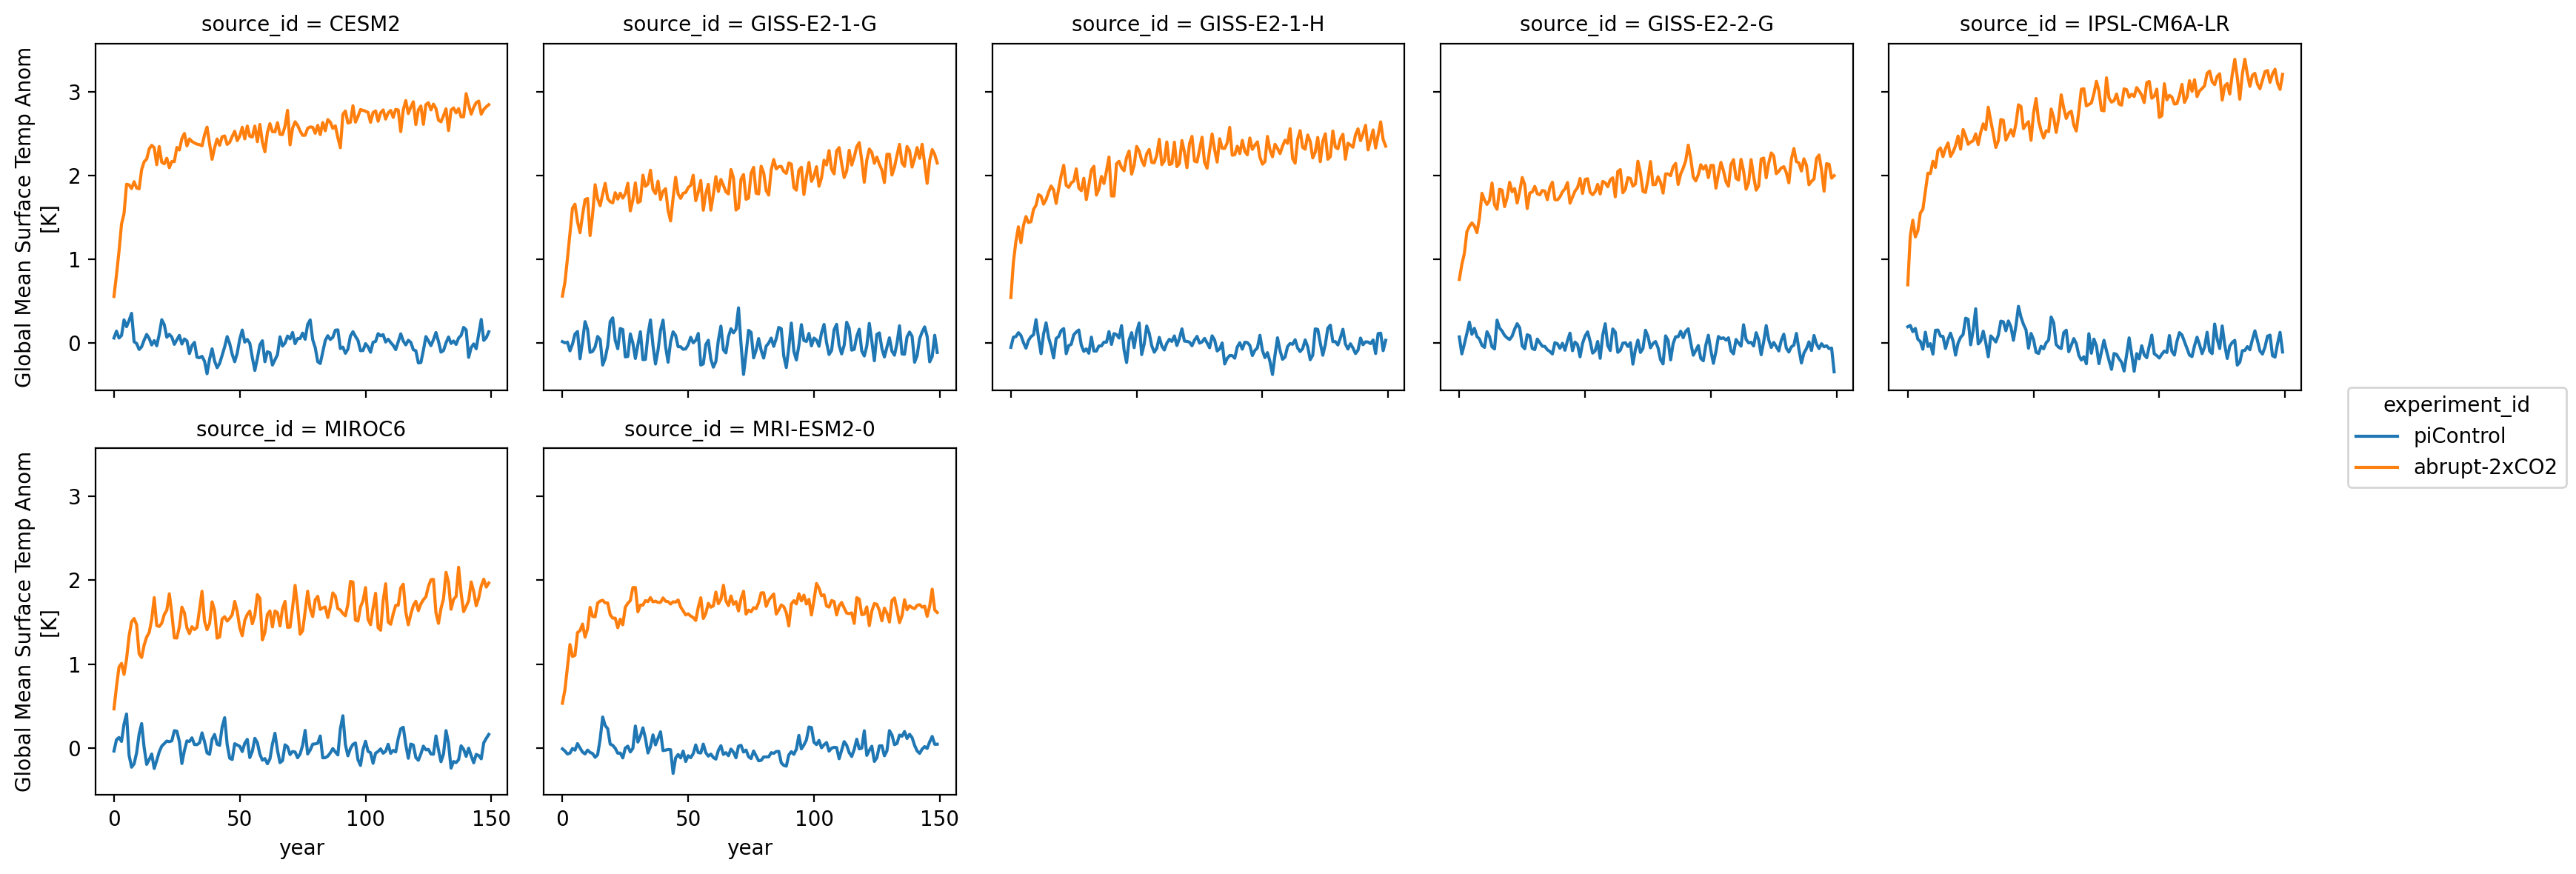 source_id = CESM2
source_id = GISS-E2-1-G
source_id = GISS-E2-1-H
source_id = GISS-E2-2-G
source_id = IPSL-CM6A-LR
Global Mean Surface Temp Anom
[K]
3
2
1
0
experiment_id
piControl
abrupt-2xCO2
source_id = MIROC6
source_id = MRI-ESM2-0
Global Mean Surface Temp Anom
[K]
3
2
1
0
0 50 100 150
0 50 100 150
year
year